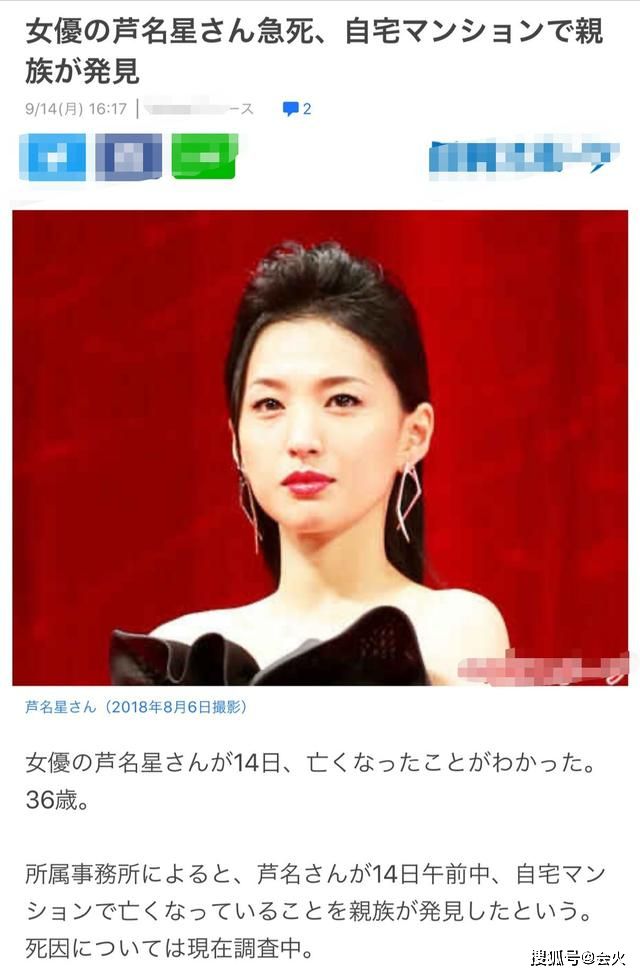 女優の芦名星さん急死、自宅マンションで親
族が発見
9/14(月) 16:17
ース
2
芦名星さん（2018年8月6日撮影）
女優の芦名星さんが14日、亡くなったことがわかった。
36歳。
所属事務所によると、芦名さんが14日午前中、自宅マン
ションで亡くなっていることを親族が発見したという。
死因については現在調査中。
搜狐号@会火